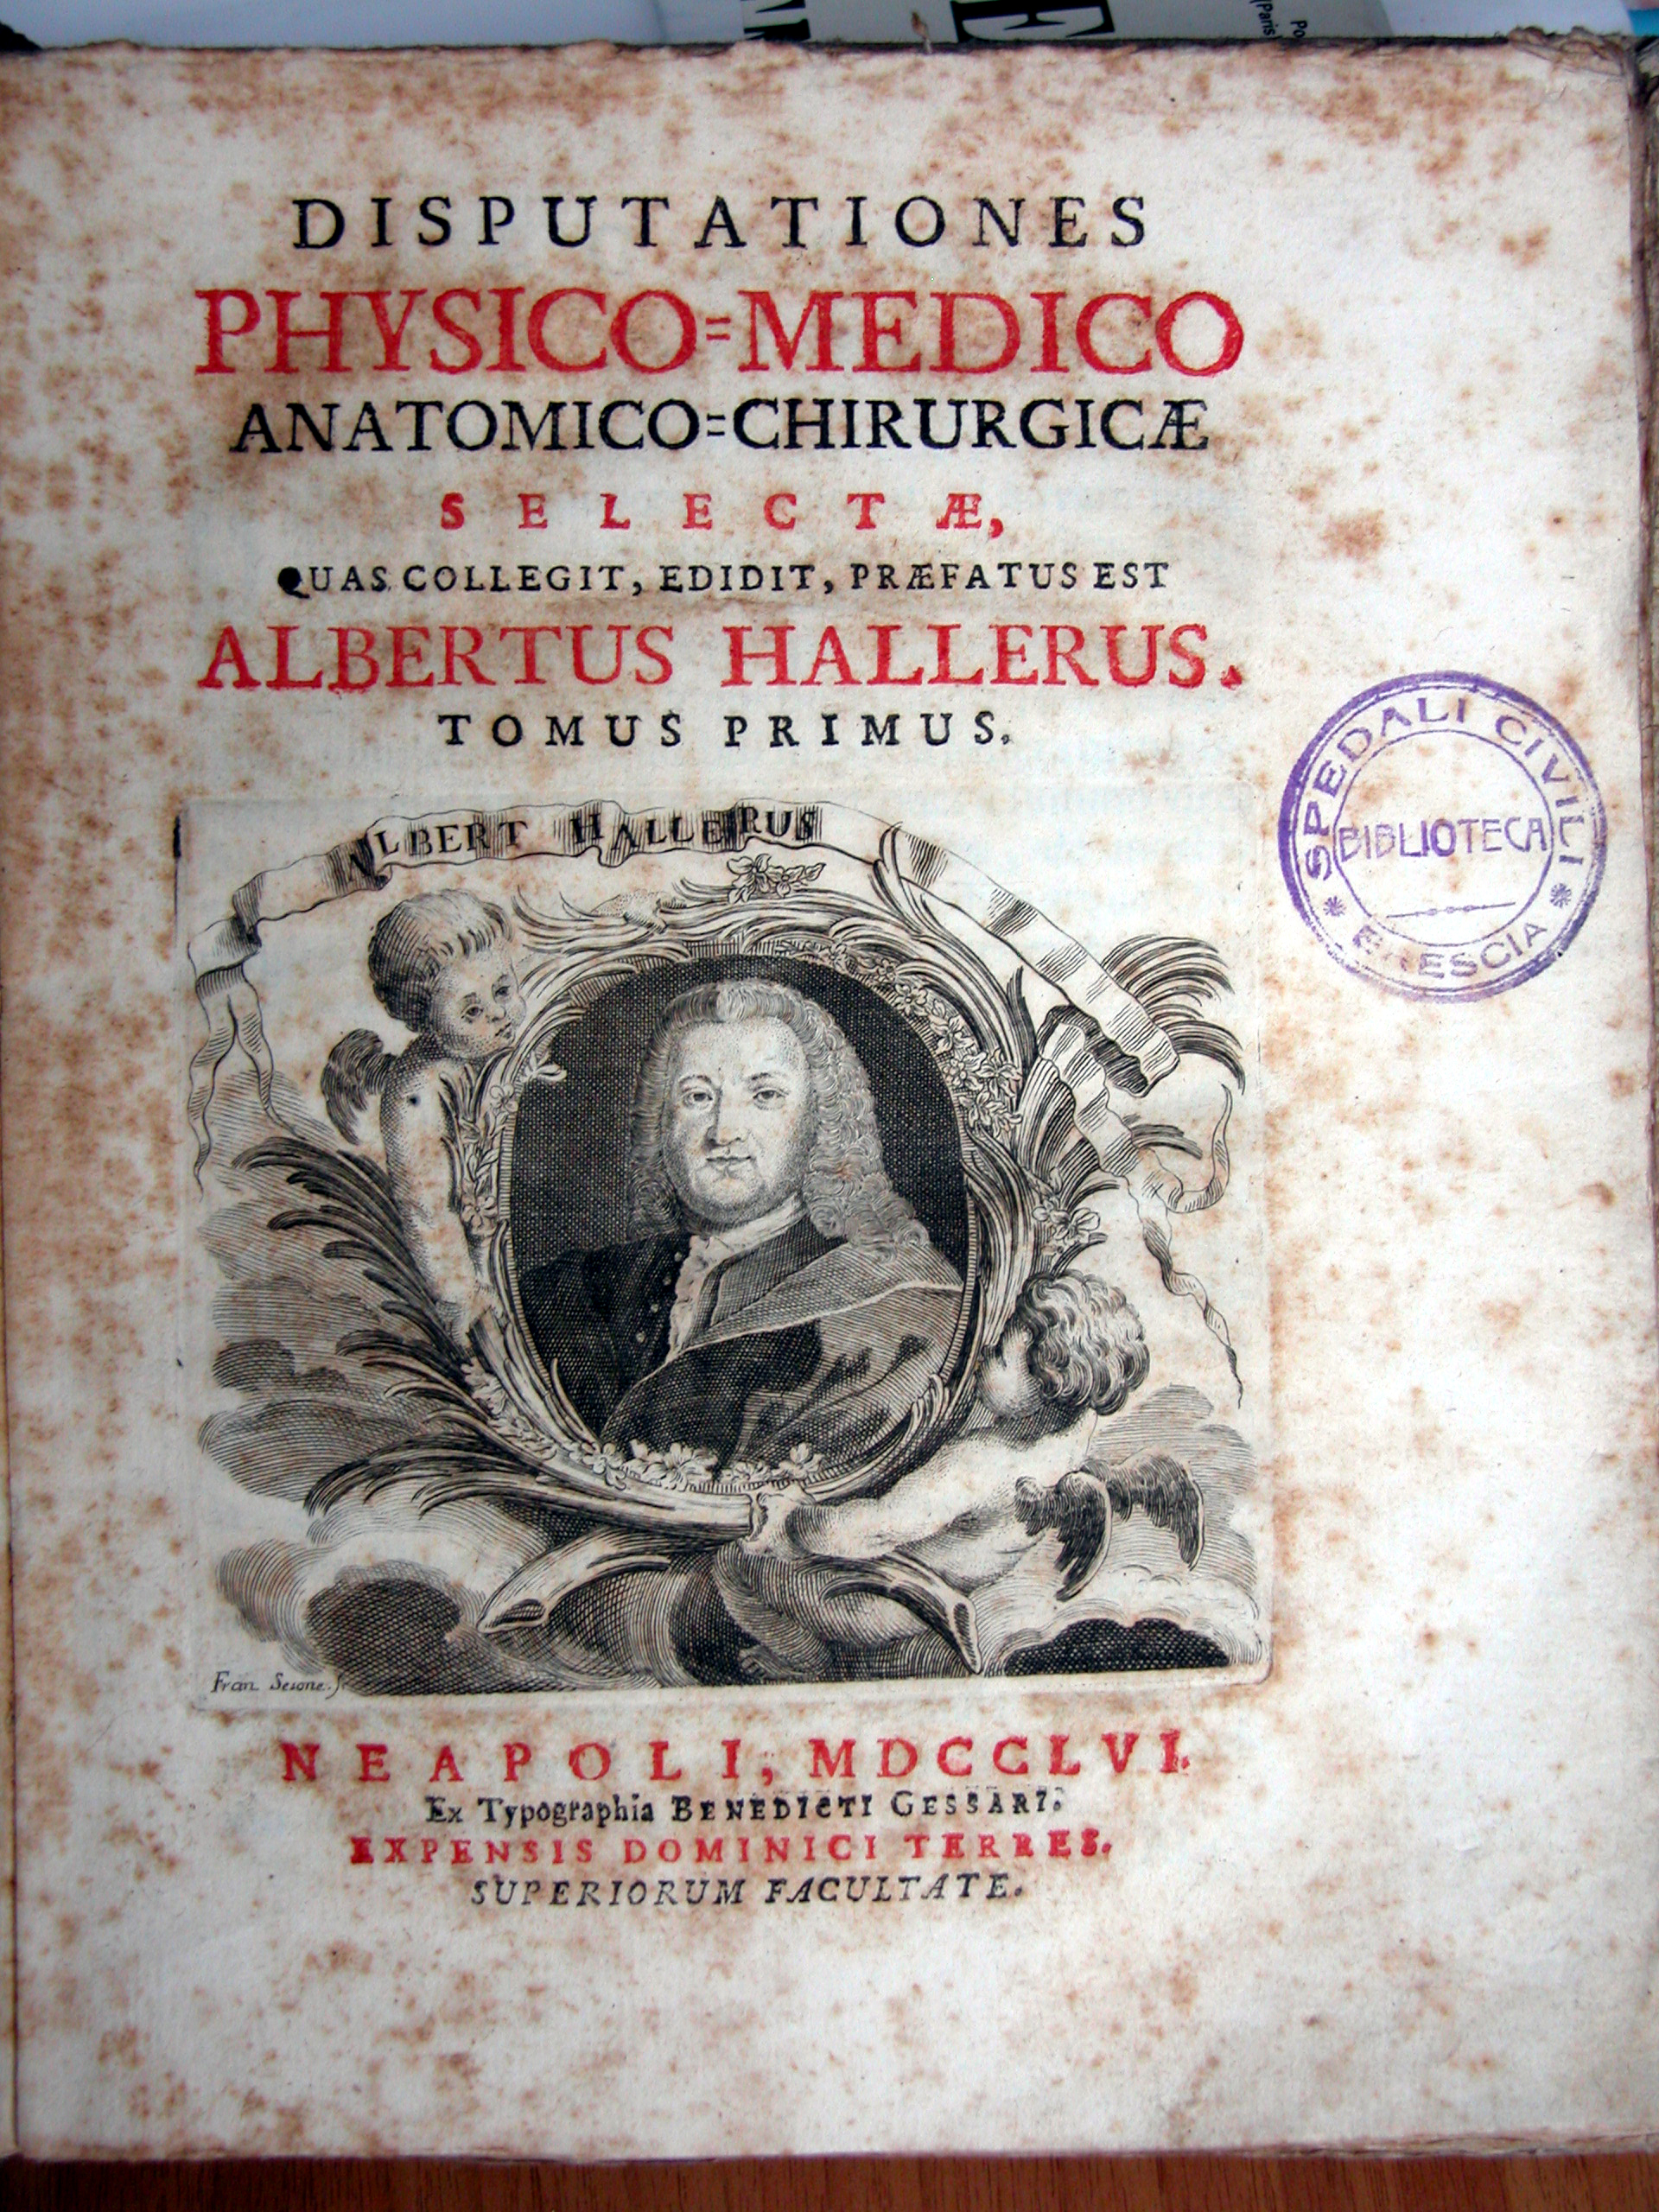 DISPUTATIONES
PHYSICO=MEDICO
ANATOMICO=CHIRURGICÆ
SELECTÆ,
QUAS COLLEGIT, EDIDIT, PRÆFATUS EST
ALBERTUS HALLERUS.
TOMUS PRIMUS.
SPEDALI CIVILI
BIBLIOTECA
BRESCIA
ALBERT HALLERUS
Fran. Sesone. Sc
NEAPOLI, MDCCLVI.
Ex Typographia BENEDICTI GESSARI.
EXPENSIS DOMINICI TERRES.
SUPERIORUM FACULTATE.